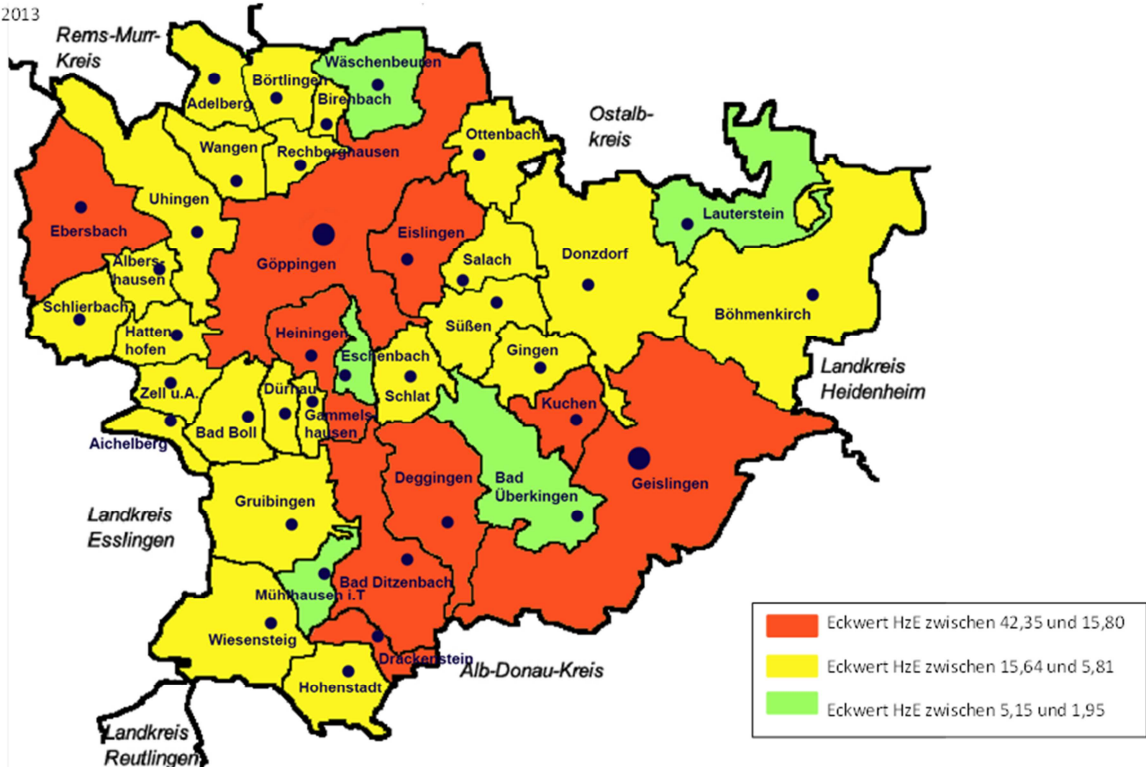 2013
Rems-Murr-
Kreis
Wäschenbeuren
Börtlingen
Adelberg
Birenbach
Ostalb-
kreis
Ottenbach
Wangen
Rechberghausen
Uhingen
Lauterstein
Ebersbach
Eislingen
Donzdorf
Albers-
hausen
Göppingen
Salach
Schlierbach
Böhmenkirch
Süßen
Hatten
hofen
Heiningen
Eschenbach
Gingen
Landkreis
Heidenheim
Zell u.A.
Dürnau
Schlat
Kuchen
Gammels
hausen
Bad Boll
Aichelberg
Deggingen
Bad
Überkingen
Geislingen
Gruibingen
Landkreis
Esslingen
Bad Ditzenbach
Mühlhausen i.T
Wiesensteig
Drackenstein
Alb-Donau-Kreis
Hohenstadt
Landkreis
Reutlingen
Eckwert HzE zwischen 42,35 und 15,80
Eckwert HzE zwischen 15,64 und 5,81
Eckwert HzE zwischen 5,15 und 1,95